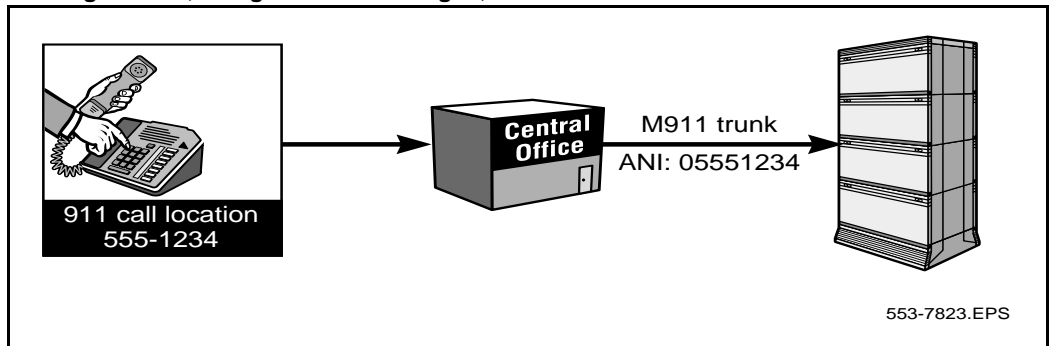 911 call location
555-1234
Central
Office
M911 trunk
ANI: 05551234
553-7823.EPS